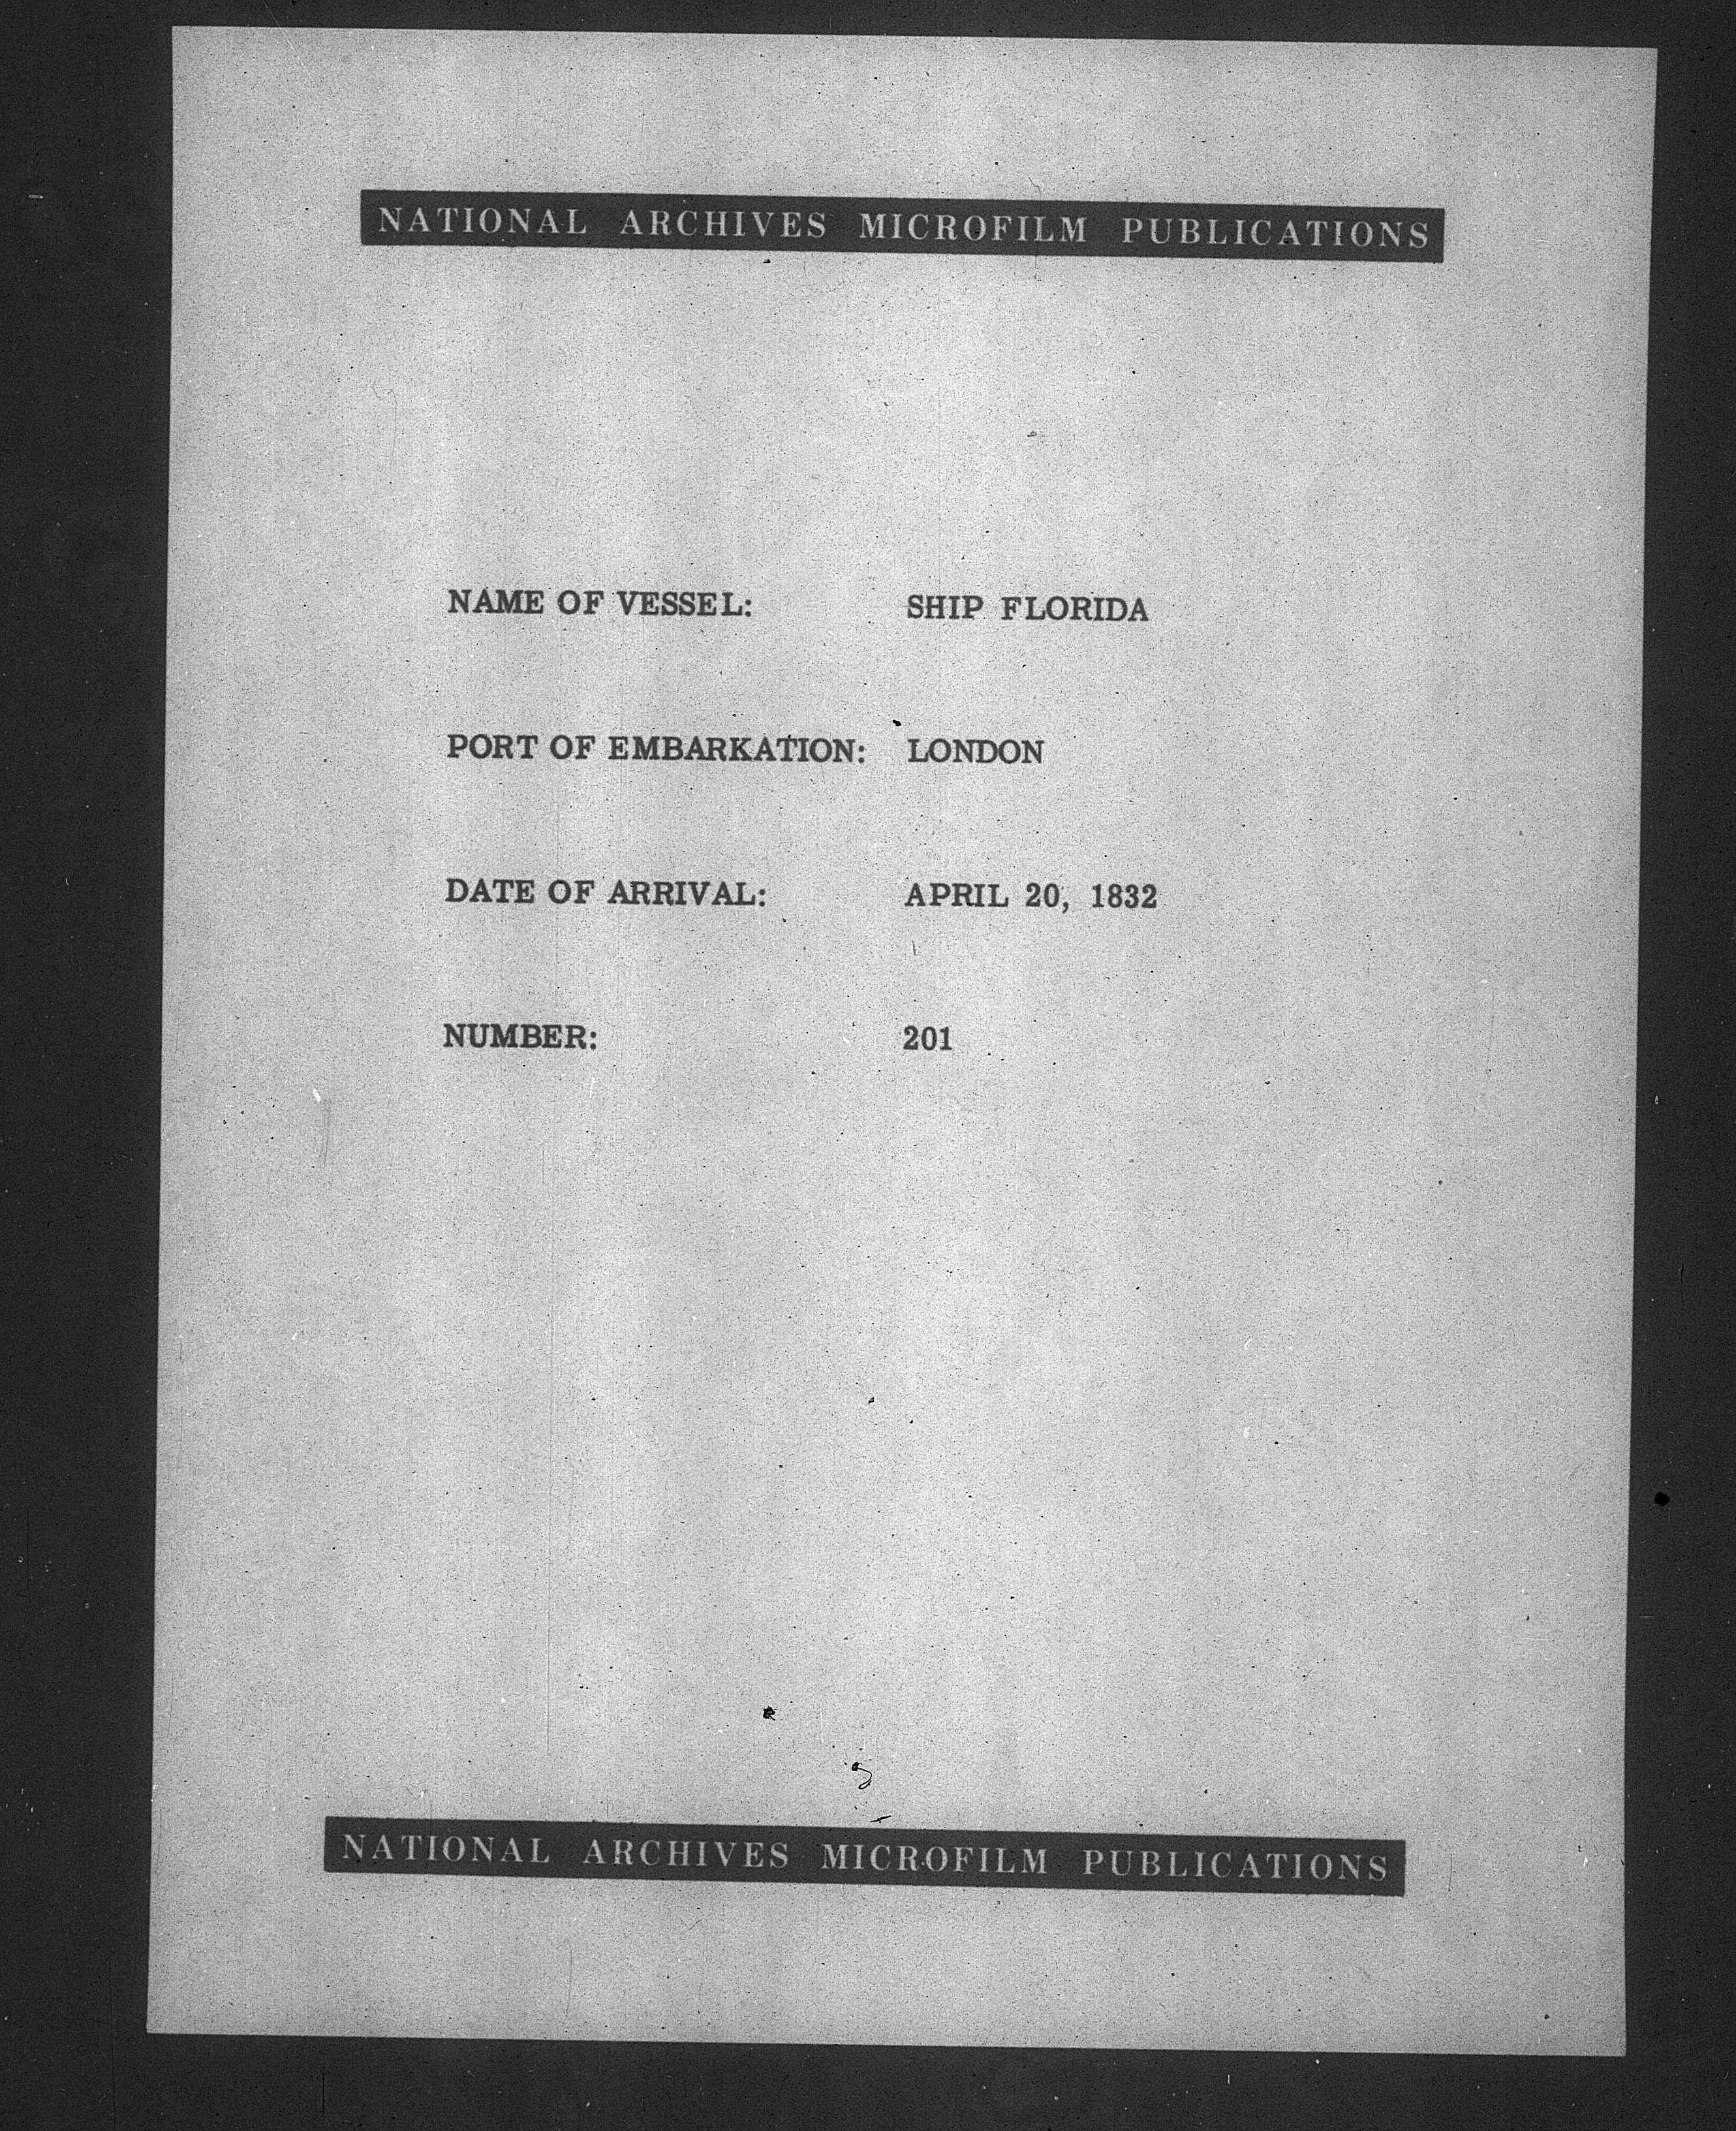 NATIONAL ARCHIVES MICROFILM PUBLICATIONS
NAME OF VESSEL: SHIP FLORIDA
PORT OF EMBARKATION: LONDON
DATE OF ARRIVAL: APRIL 20, 1832
NUMBER: 201
NATIONAL ARCHIVES MICROFILM PUBLICATIONS